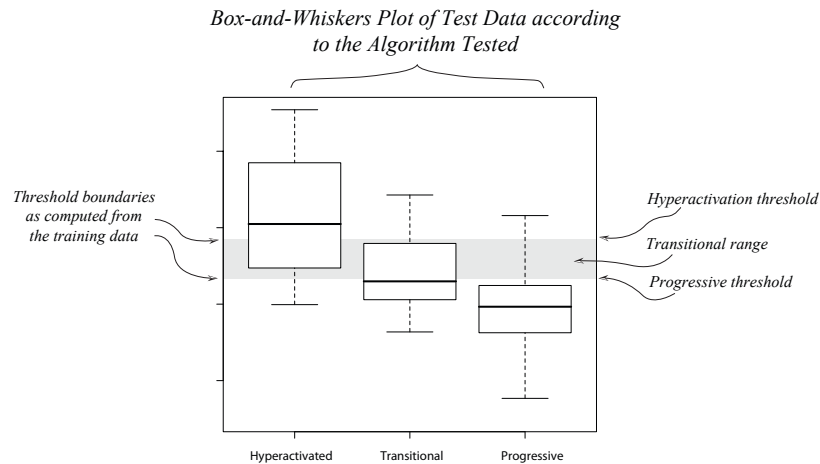 Box-and-Whiskers Plot of Test Data according
to the Algorithm Tested
Threshold boundaries
as computed from
the training data
Hyperactivation threshold
Transitional range
Progressive threshold
Hyperactivated
Transitional
Progressive